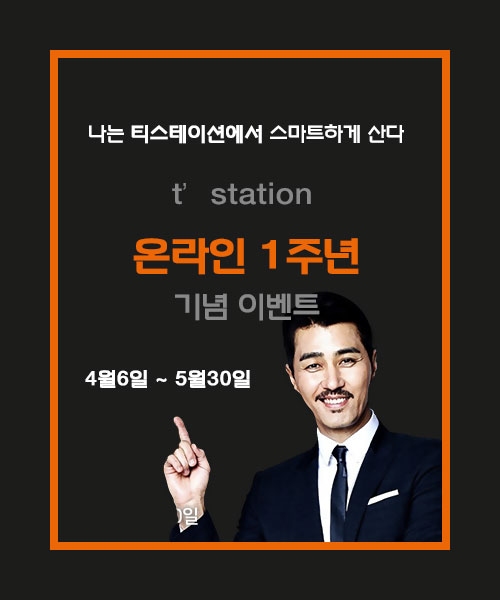 나는 티스테이션에서 스마트하게 산다
t' station
온라인 1주년
기념 이벤트
4월6일 ~ 5월30일
일